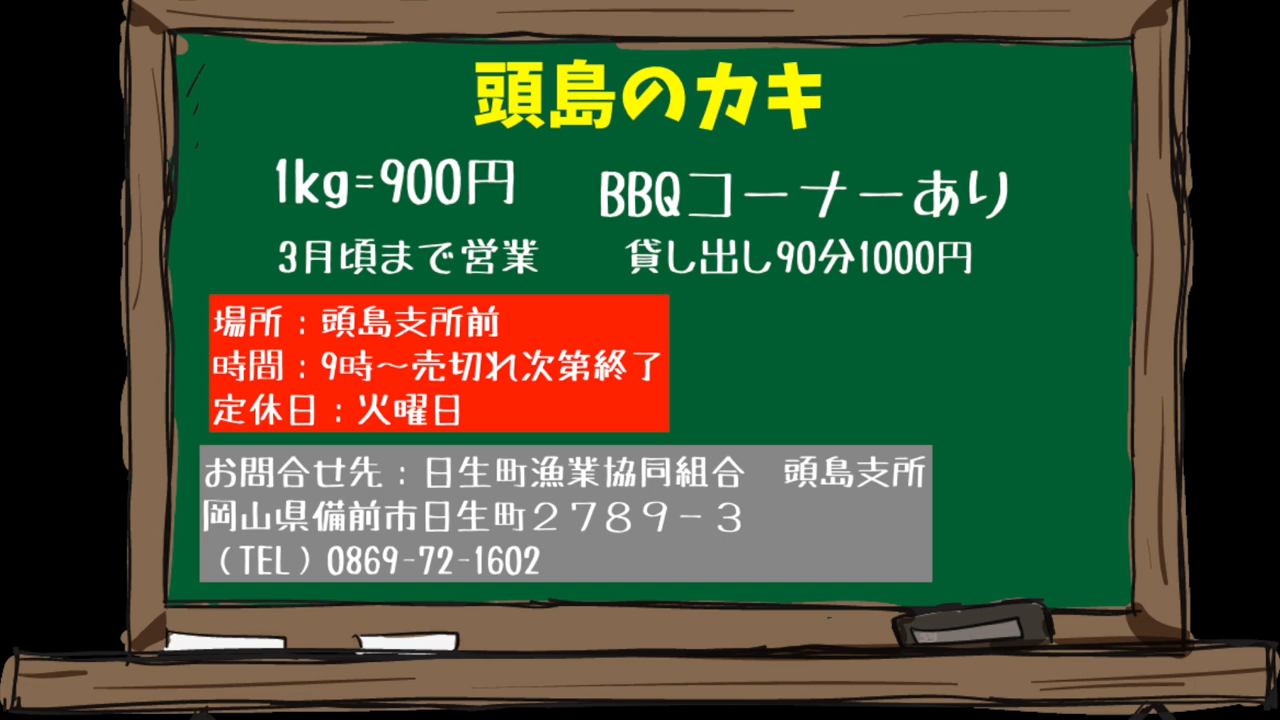 頭島のカキ
1kg=900円
BBQコーナーあり
3月頃まで営業
貸し出し90分1000円
場所：頭島支所前
時間：9時～売切れ次第終了
定休日：火曜日
お問合せ先：日生町漁業協同組合　頭島支所
岡山県備前市日生町２７８９－３
（TEL）0869-72-1602